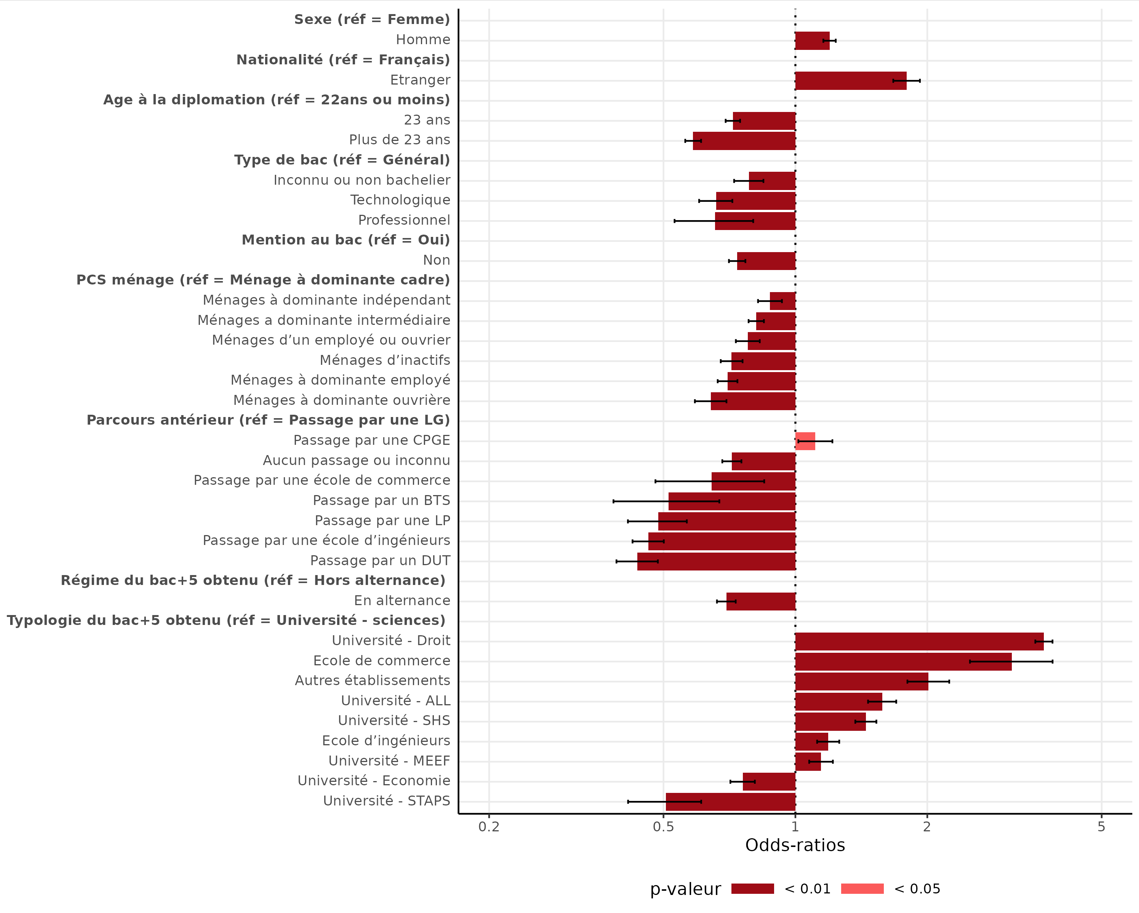 Sexe (réf = Femme)
Homme
Nationalité (réf = Français)
Etranger
Age à la diplomation (réf = 22ans ou moins)
23 ans
Plus de 23 ans
Type de bac (réf = Général)
Inconnu ou non bachelier
Technologique
Professionnel
Mention au bac (réf = Oui)
Non
PCS ménage (réf = Ménage à dominante cadre)
Ménages à dominante indépendant
Ménages a dominante intermédiaire
Ménages d’un employé ou ouvrier
Ménages d’inactifs
Ménages à dominante employé
Ménages à dominante ouvrière
Parcours antérieur (réf = Passage par une LG)
Passage par une CPGE
Aucun passage ou inconnu
Passage par une école de commerce
Passage par un BTS
Passage par une LP
Passage par une école d’ingénieurs
Passage par un DUT
Régime du bac+5 obtenu (réf = Hors alternance)
En alternance
Typologie du bac+5 obtenu (réf = Université - sciences)
Université - Droit
Ecole de commerce
Autres établissements
Université - ALL
Université - SHS
Ecole d’ingénieurs
Université - MEEF
Université - Economie
Université - STAPS
0.2 0.5 1 2 5
Odds-ratios
p-valeur < 0.01 < 0.05